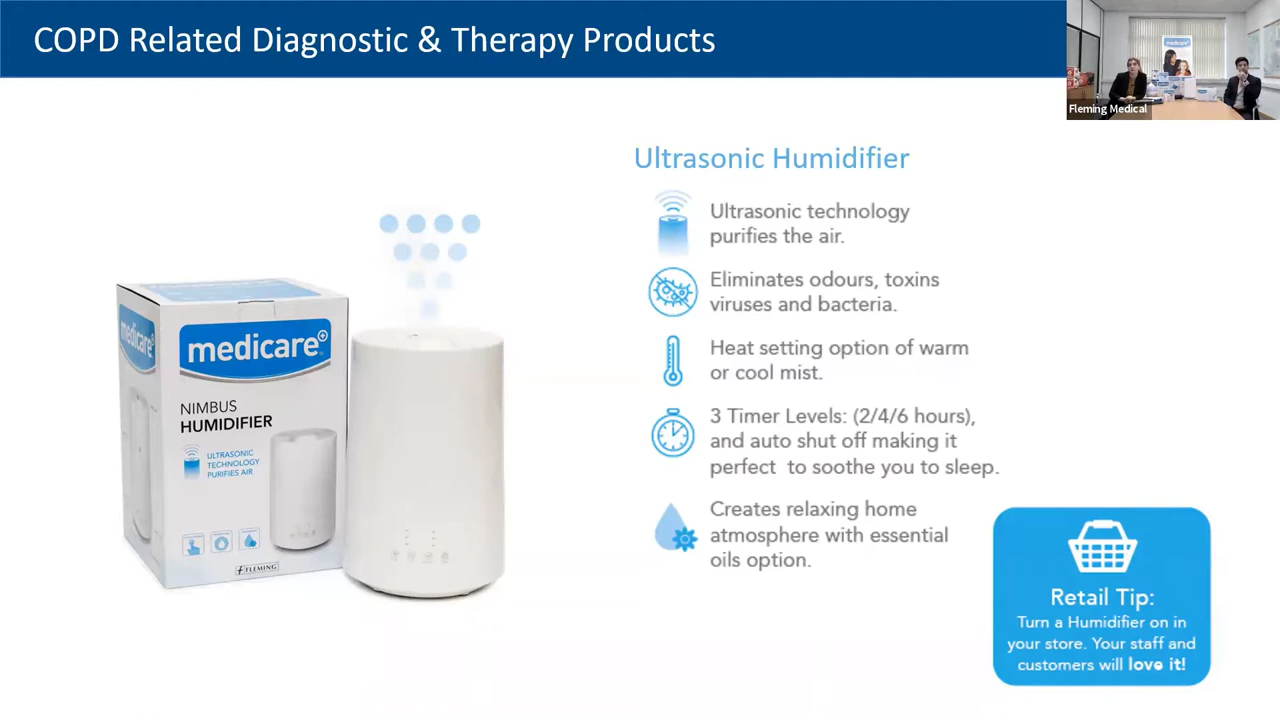 COPD Related Diagnostic & Therapy Products
medicare
Fleming Medical
Ultrasonic Humidifier
Ultrasonic technology
purifies the air.
Eliminates odours, toxins
viruses and bacteria.
Heat setting option of warm
or cool mist.
3 Timer Levels: (2/4/6 hours),
and auto shut off making it
perfect to soothe you to sleep.
Creates relaxing home
atmosphere with essential
oils option.
medicare
medicare
NIMBUS
HUMIDIFIER
ULTRASONIC
TECHNOLOGY
PURIFIES AIR
FLEMING
Retail Tip:
Turn a Humidifier on in
your store. Your staff and
customers will love it!